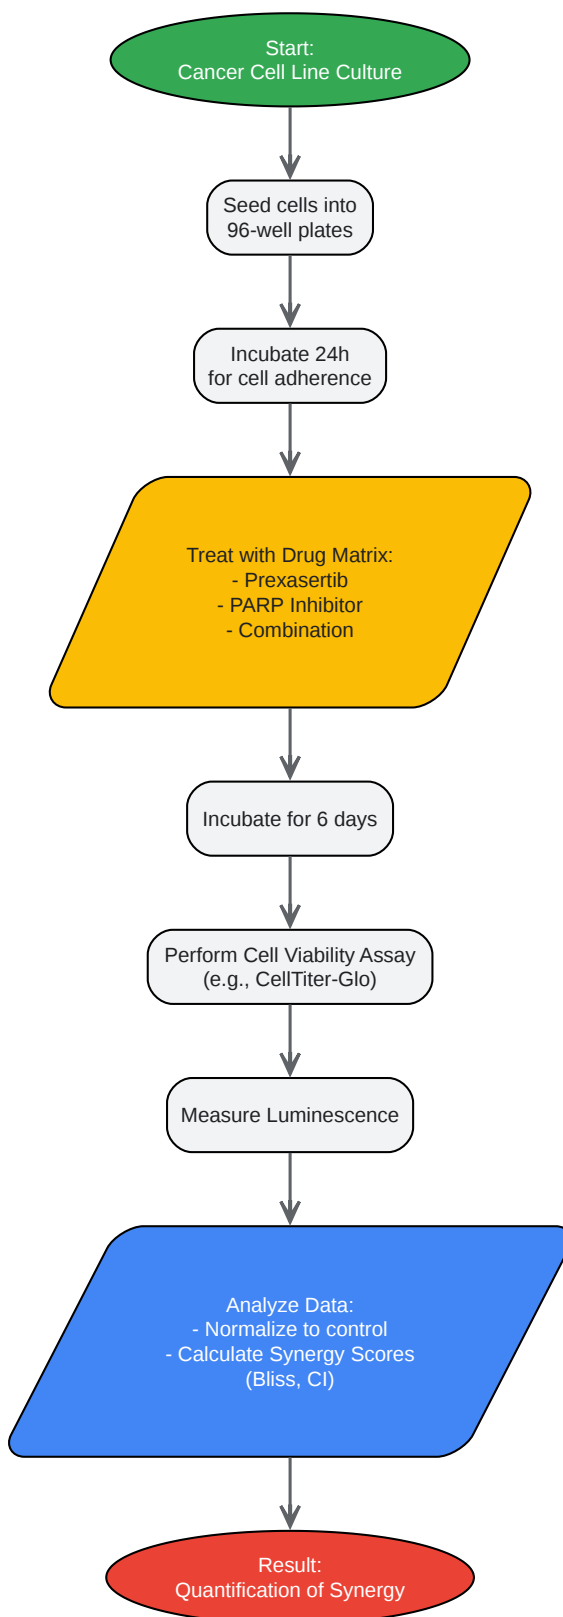 Start:
Cancer Cell Line Culture
Seed cells into
96-well plates
Incubate 24h
for cell adherence
Treat with Drug Matrix:
- Prexasertib
- PARP Inhibitor
- Combination
Incubate for 6 days
Perform Cell Viability Assay
(e.g., CellTiter-Glo)
Measure Luminescence
Analyze Data:
- Normalize to control
- Calculate Synergy Scores
(Bliss, CI)
Result:
Quantification of Synergy